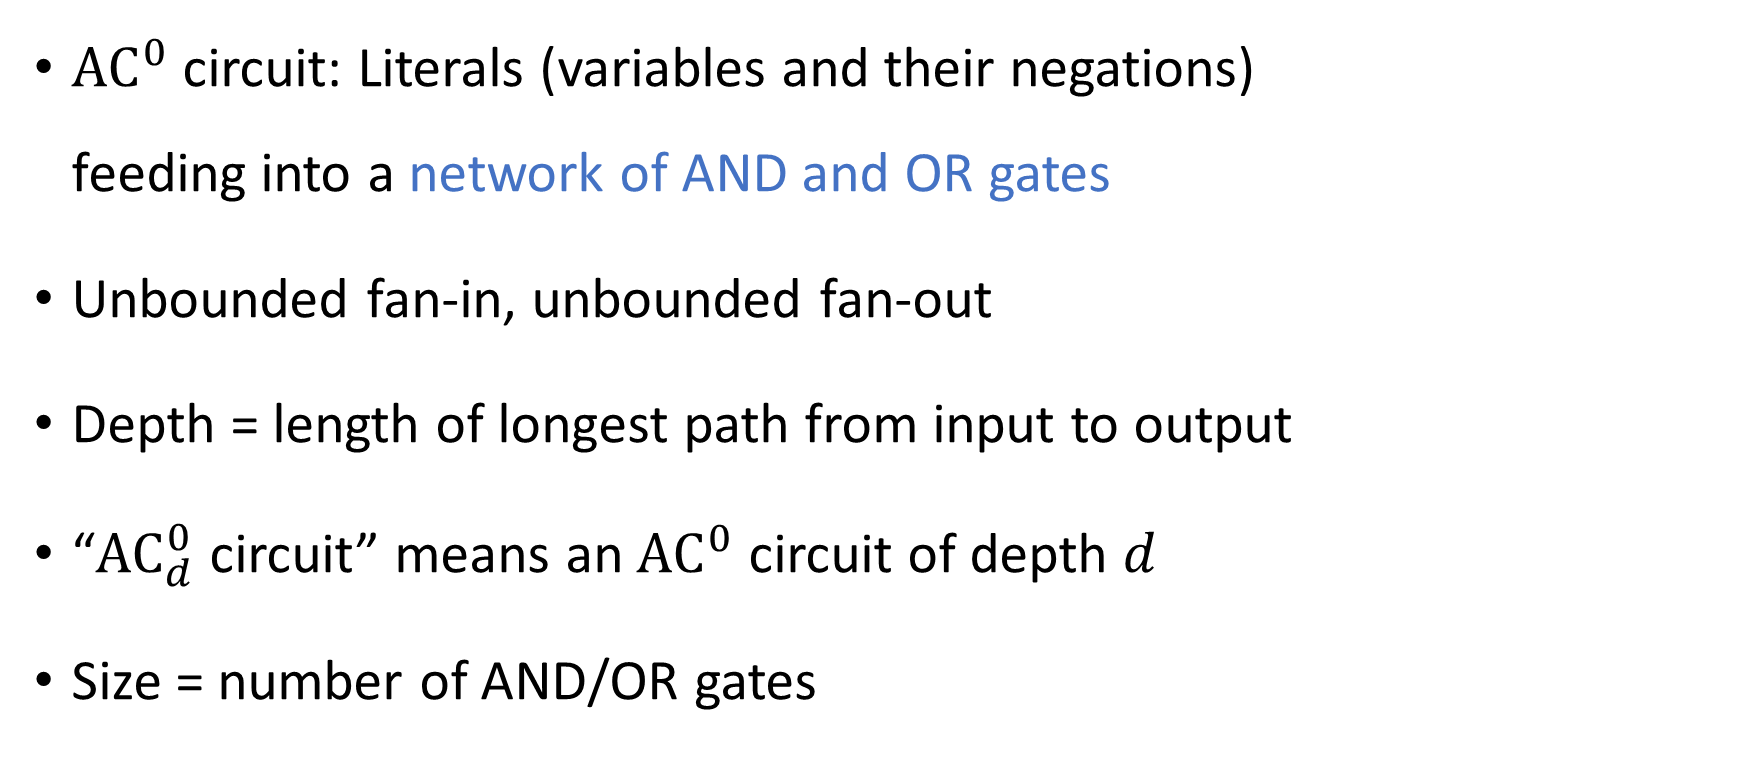 • AC⁰ circuit: Literals (variables and their negations)
feeding into a network of AND and OR gates
• Unbounded fan-in, unbounded fan-out
• Depth = length of longest path from input to output
• “AC⁰_d circuit” means an AC⁰ circuit of depth d
• Size = number of AND/OR gates